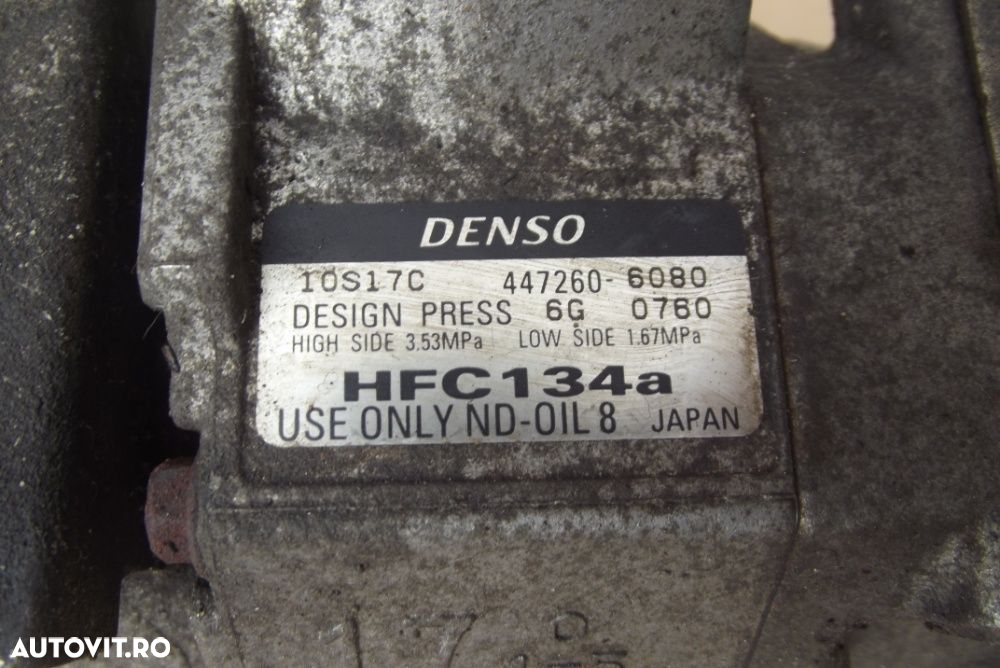 DENSO
10S17C 447260-6080
DESIGN PRESS 6G 0760
HIGH SIDE 3.53MPa LOW SIDE 1.67MPa
HFC134a
USE ONLY ND-OIL 8 JAPAN
AUTOVIT.RO